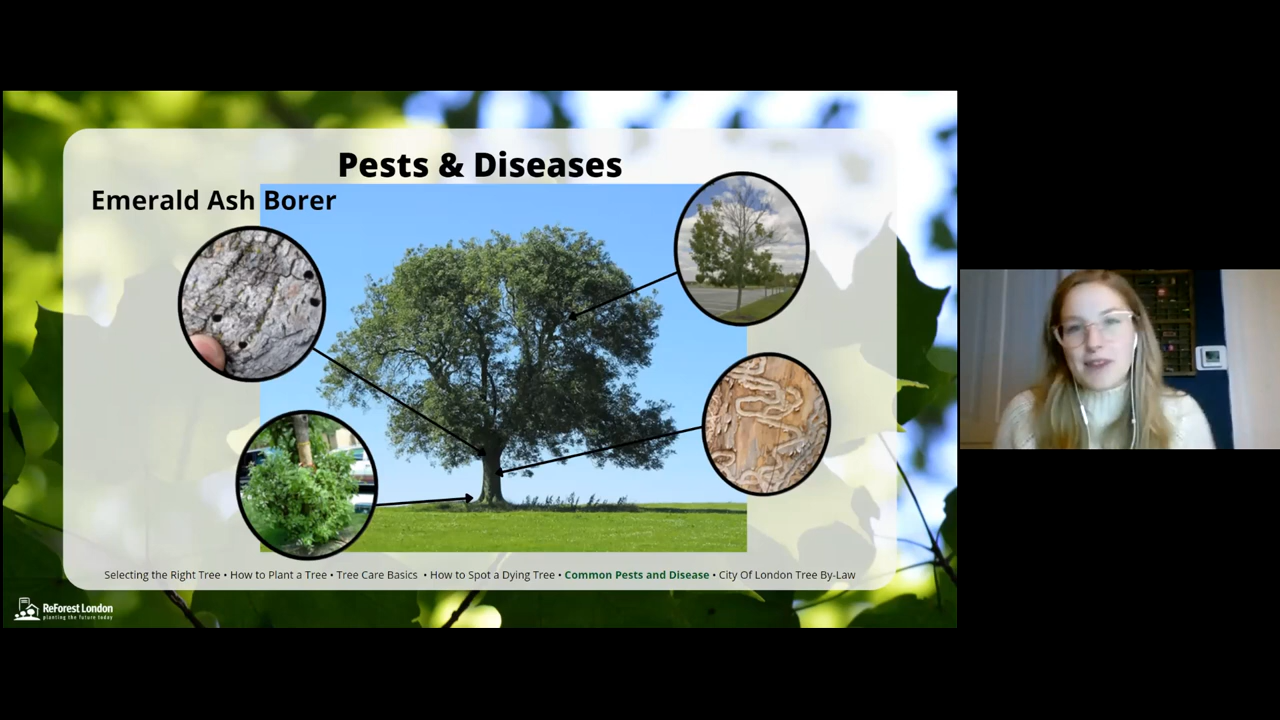 Pests & Diseases
Emerald Ash Borer
Selecting the Right Tree • How to Plant a Tree • Tree Care Basics • How to Spot a Dying Tree • Common Pests and Disease • City Of London Tree By-Law
ReForest London
planting the future today